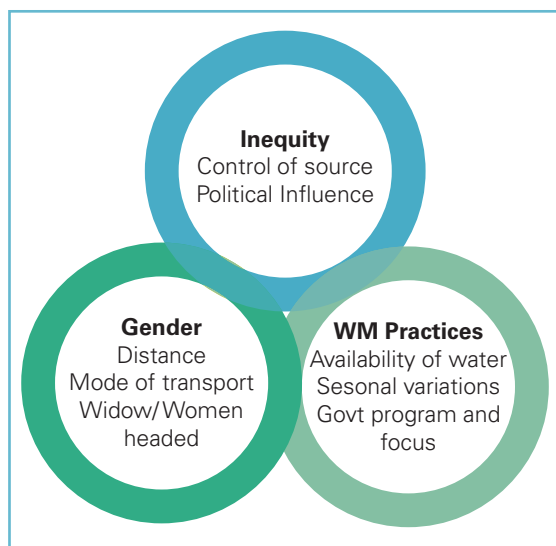 Inequity
Control of source
Political Influence
Gender
Distance
Mode of transport
Widow/Women
headed
WM Practices
Availability of water
Sesonal variations
Govt program and
focus